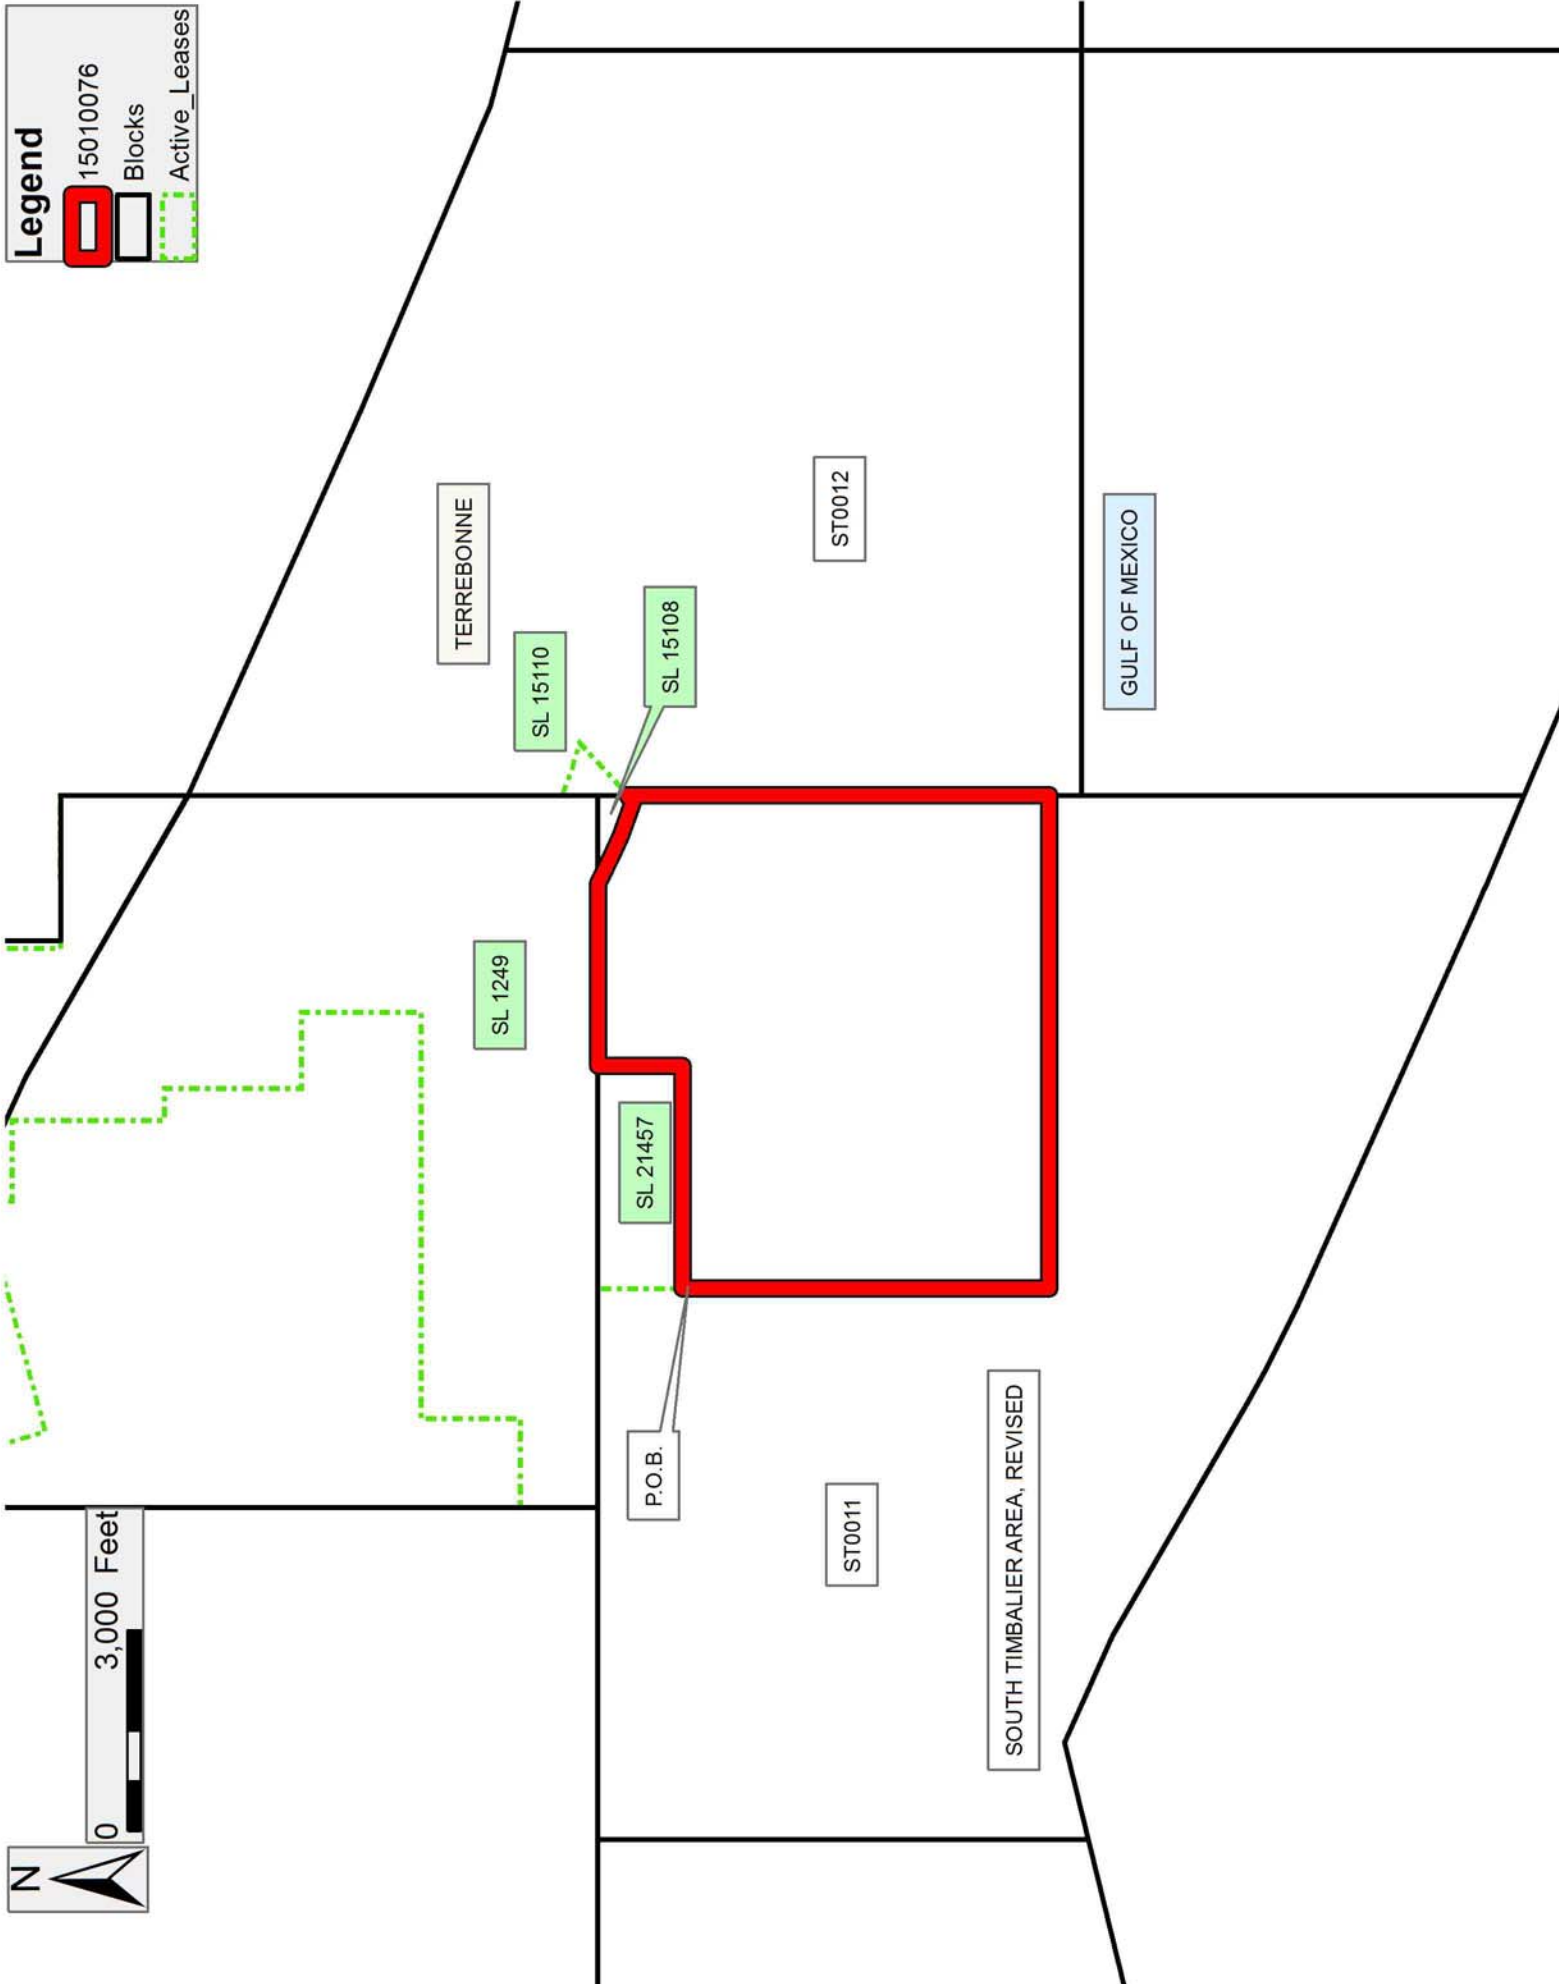 N
0 3,000 Feet
Legend
15010076
Blocks
Active_Leases
TERREBONNE
SL 1249
SL 15110
SL 21457
SL 15108
P.O.B.
ST0011
ST0012
SOUTH TIMBALIER AREA, REVISED
GULF OF MEXICO